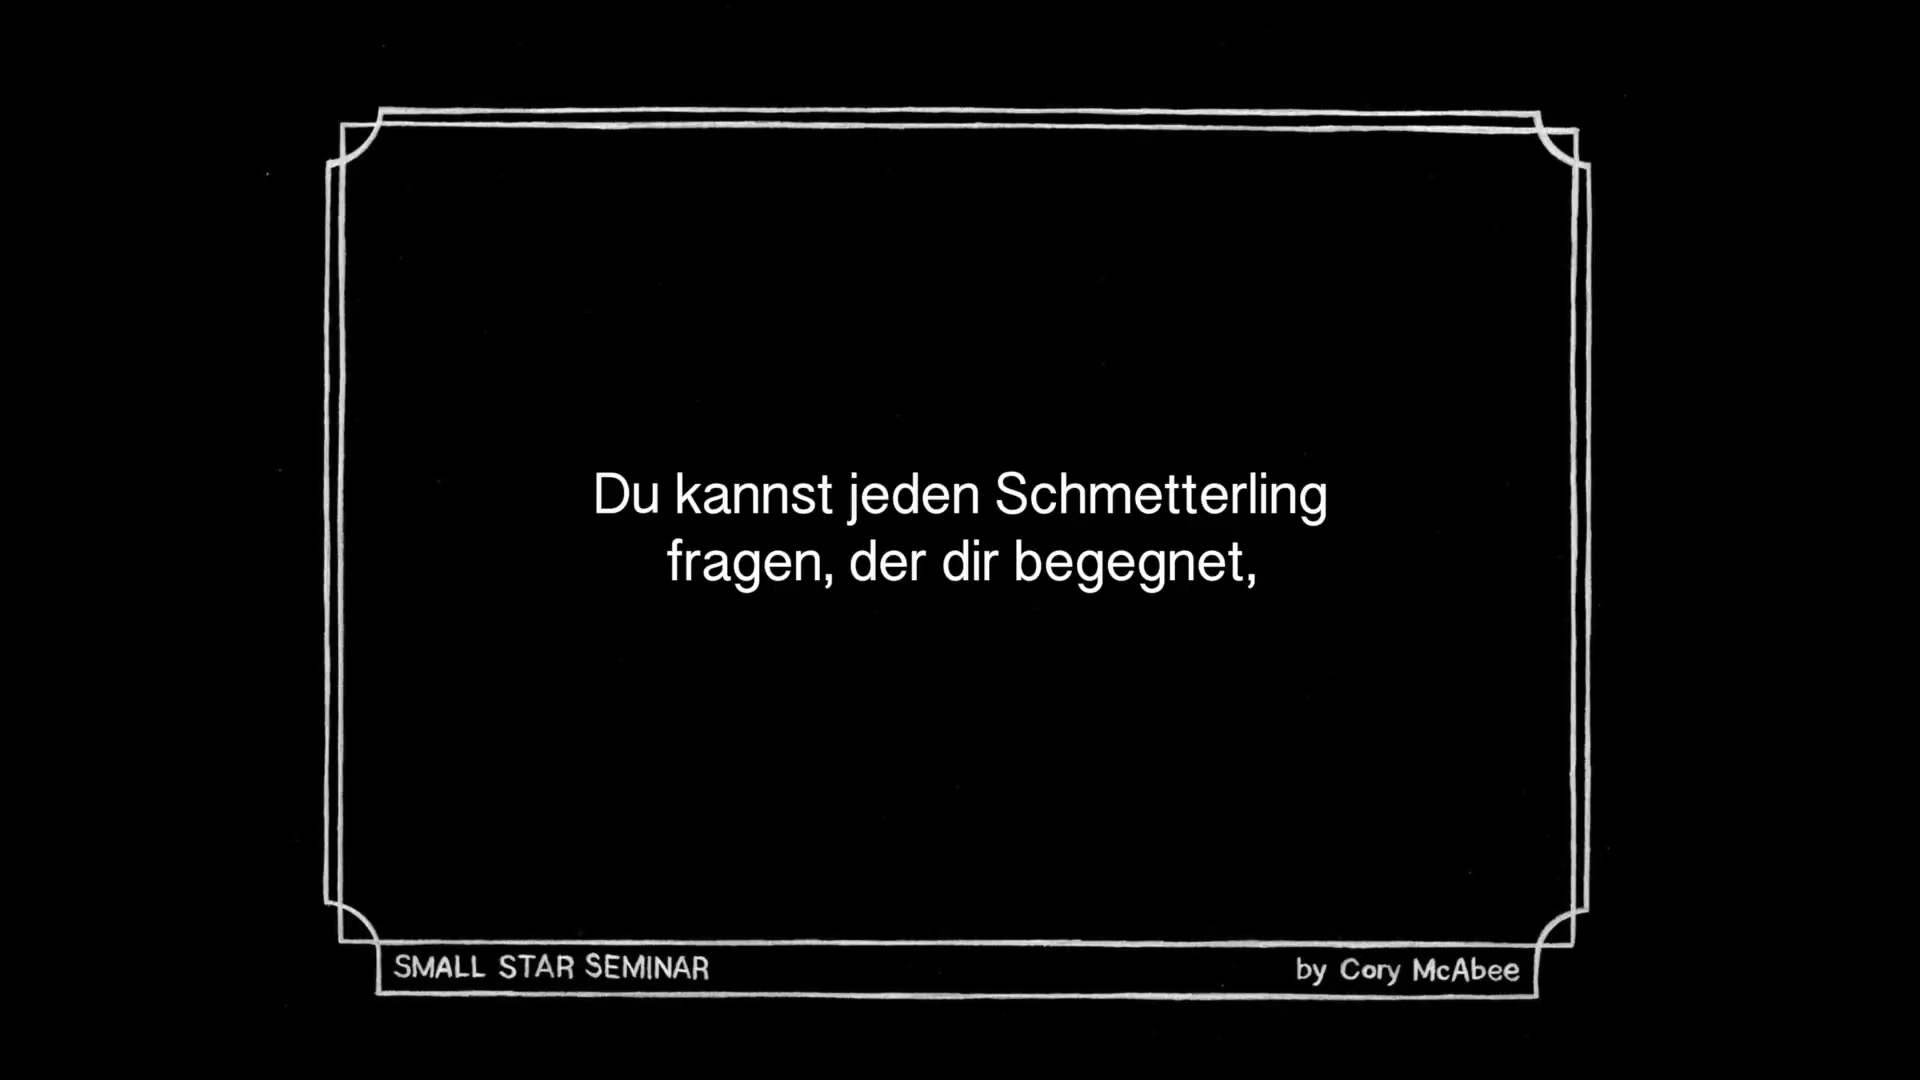 Du kannst jeden Schmetterling
fragen, der dir begegnet,
SMALL STAR SEMINAR
by Cory McAbee